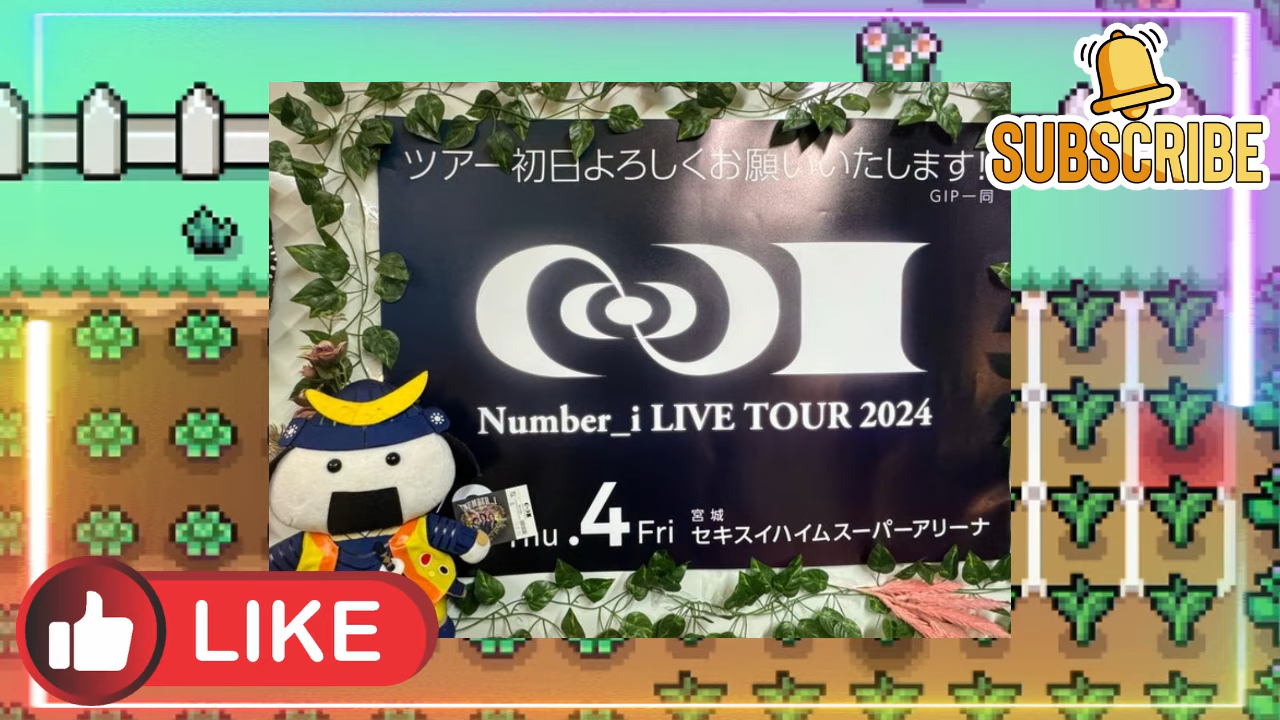 SUBSCRIBE
ツアー初日よろしくお願いいたします!
GIP一同
Number_i LIVE TOUR 2024
.4 Fri
宮城
セキスイハイムスーパーアリーナ
LIKE